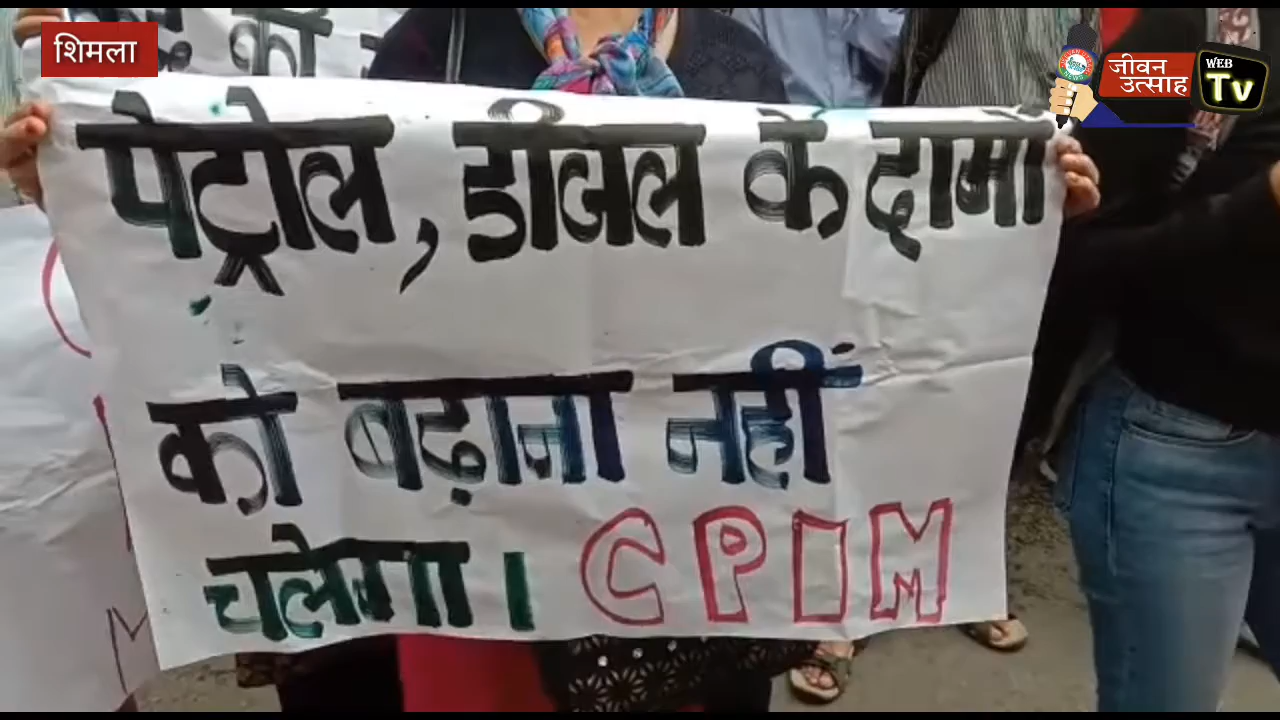 शिमला
जीवन
उत्साह
WEB
TV
को
पेट्रोल, डीजल के दामों
को बढ़ाना नहीं
चलेगा। CPIM